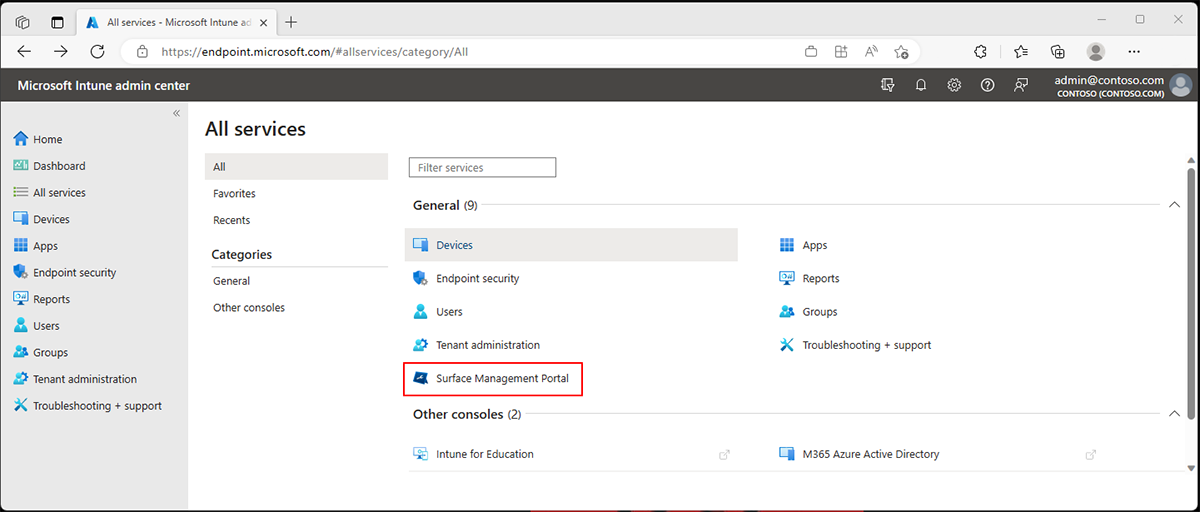 All services - Microsoft Intune ad
https://endpoint.microsoft.com/#allservices/category/All
Microsoft Intune admin center
admin@contoso.com
CONTOSO (CONTOSO.COM)
Home
Dashboard
All services
Devices
Apps
Endpoint security
Reports
Users
Groups
Tenant administration
Troubleshooting + support
All services
All
Favorites
Recents
Categories
General
Other consoles
Filter services
General (9)
Devices
Apps
Endpoint security
Reports
Users
Groups
Tenant administration
Troubleshooting + support
Surface Management Portal
Other consoles (2)
Intune for Education
M365 Azure Active Directory